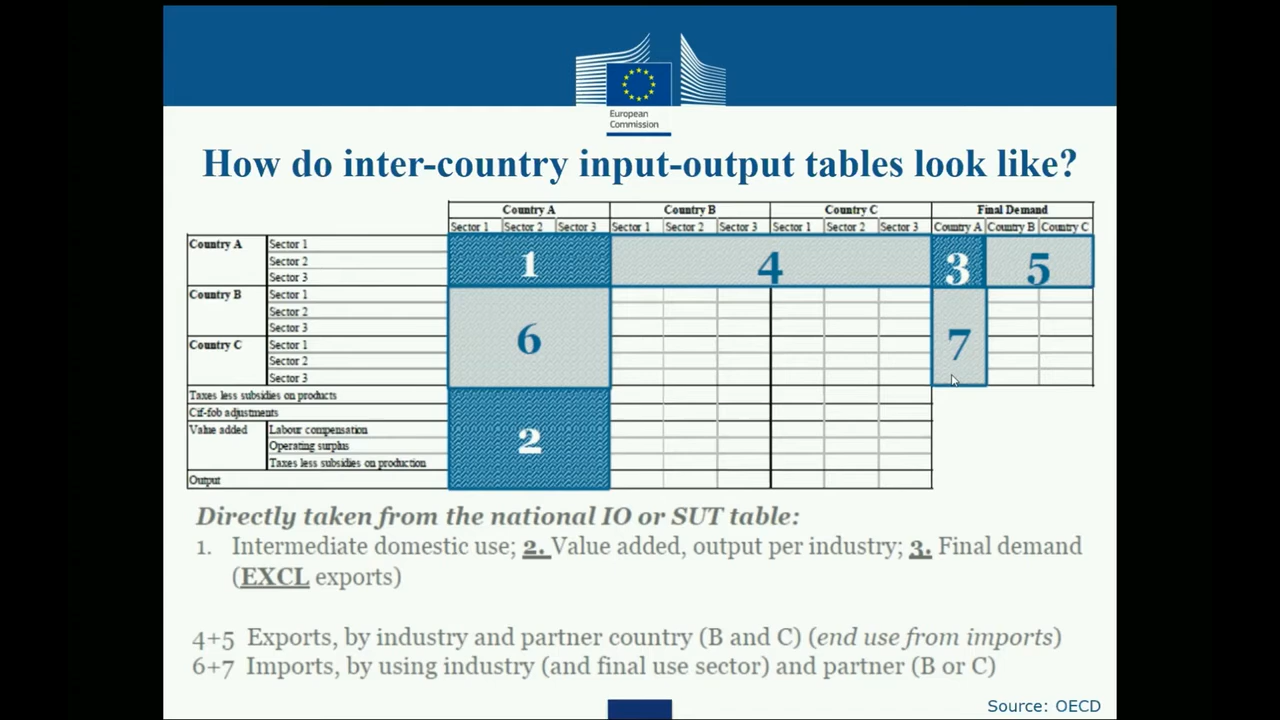 European
Commission
How do inter-country input-output tables look like?
Country A Country B Country C Final Demand
Sector 1 Sector 2 Sector 3 Sector 1 Sector 2 Sector 3 Sector 1 Sector 2 Sector 3 Country A Country B Country C
Country A Sector 1
Sector 2
Sector 3
1 4 3 5
Country B Sector 1
Sector 2
Sector 3
6 7
Country C Sector 1
Sector 2
Sector 3
Taxes less subsidies on products
Cif-fob adjustments
Value added Labour compensation
Operating surplus
2
Taxes less subsidies on production
Output
Directly taken from the national IO or SUT table:
1. Intermediate domestic use; 2. Value added, output per industry; 3. Final demand
(EXCL exports)
4+5 Exports, by industry and partner country (B and C) (end use from imports)
6+7 Imports, by using industry (and final use sector) and partner (B or C)
Source: OECD